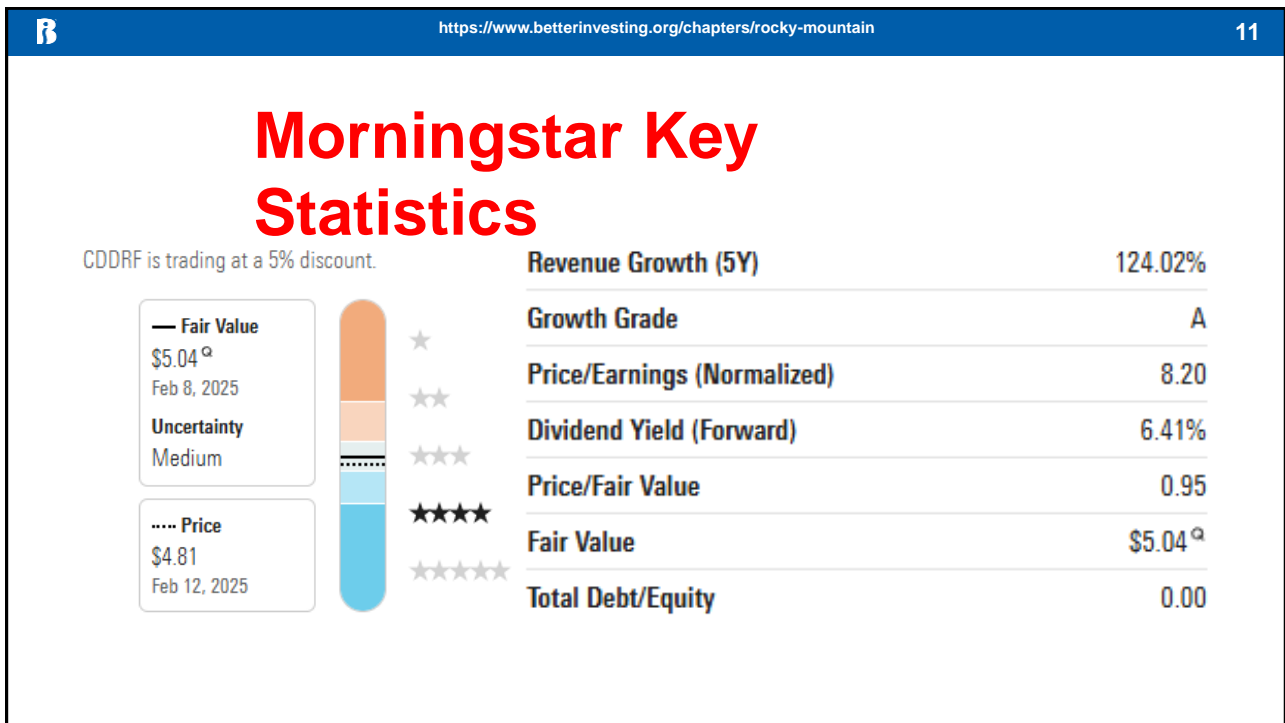 https://www.betterinvesting.org/chapters/rocky-mountain
11
Morningstar Key
Statistics
CDDRF is trading at a 5% discount.
Fair Value
$5.04 Q
Feb 8, 2025
Uncertainty
Medium
Price
$4.81
Feb 12, 2025
Revenue Growth (5Y) 124.02%
Growth Grade A
Price/Earnings (Normalized) 8.20
Dividend Yield (Forward) 6.41%
Price/Fair Value 0.95
Fair Value $5.04 Q
Total Debt/Equity 0.00